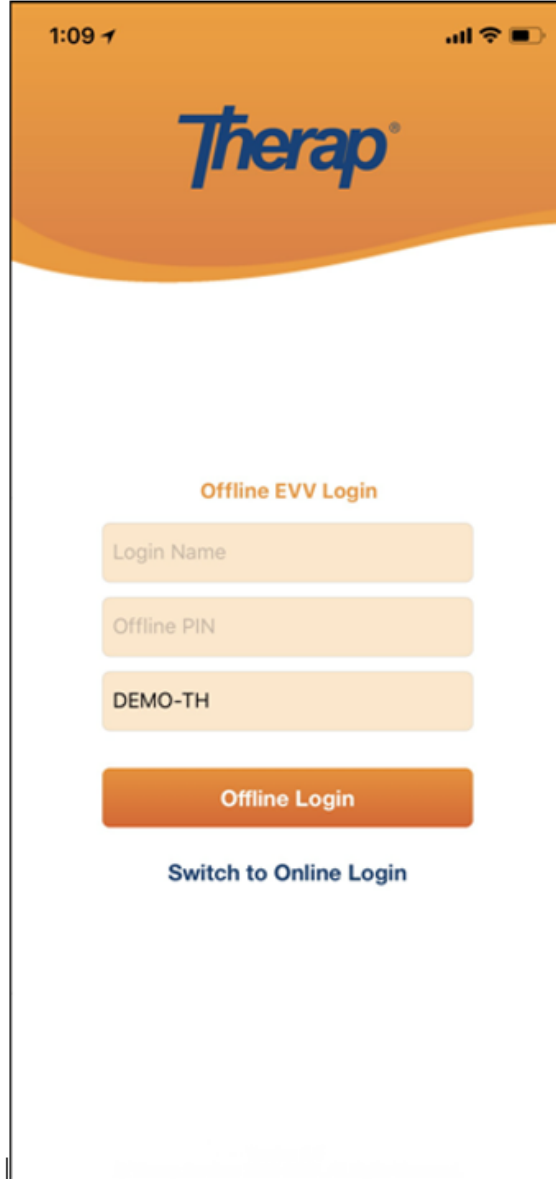 1:09
Therap®
Offline EVV Login
Login Name
Offline PIN
DEMO-TH
Offline Login
Switch to Online Login